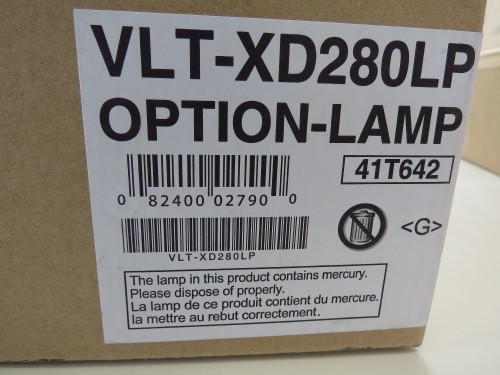 VLT-XD280LP
OPTION-LAMP
41T642
0 82400 02790 0
<G>
VLT-XD280LP
The lamp in this product contains mercury.
Please dispose of properly.
La lamp de ce produit contient du mercure.
la mettre au rebut correctement.